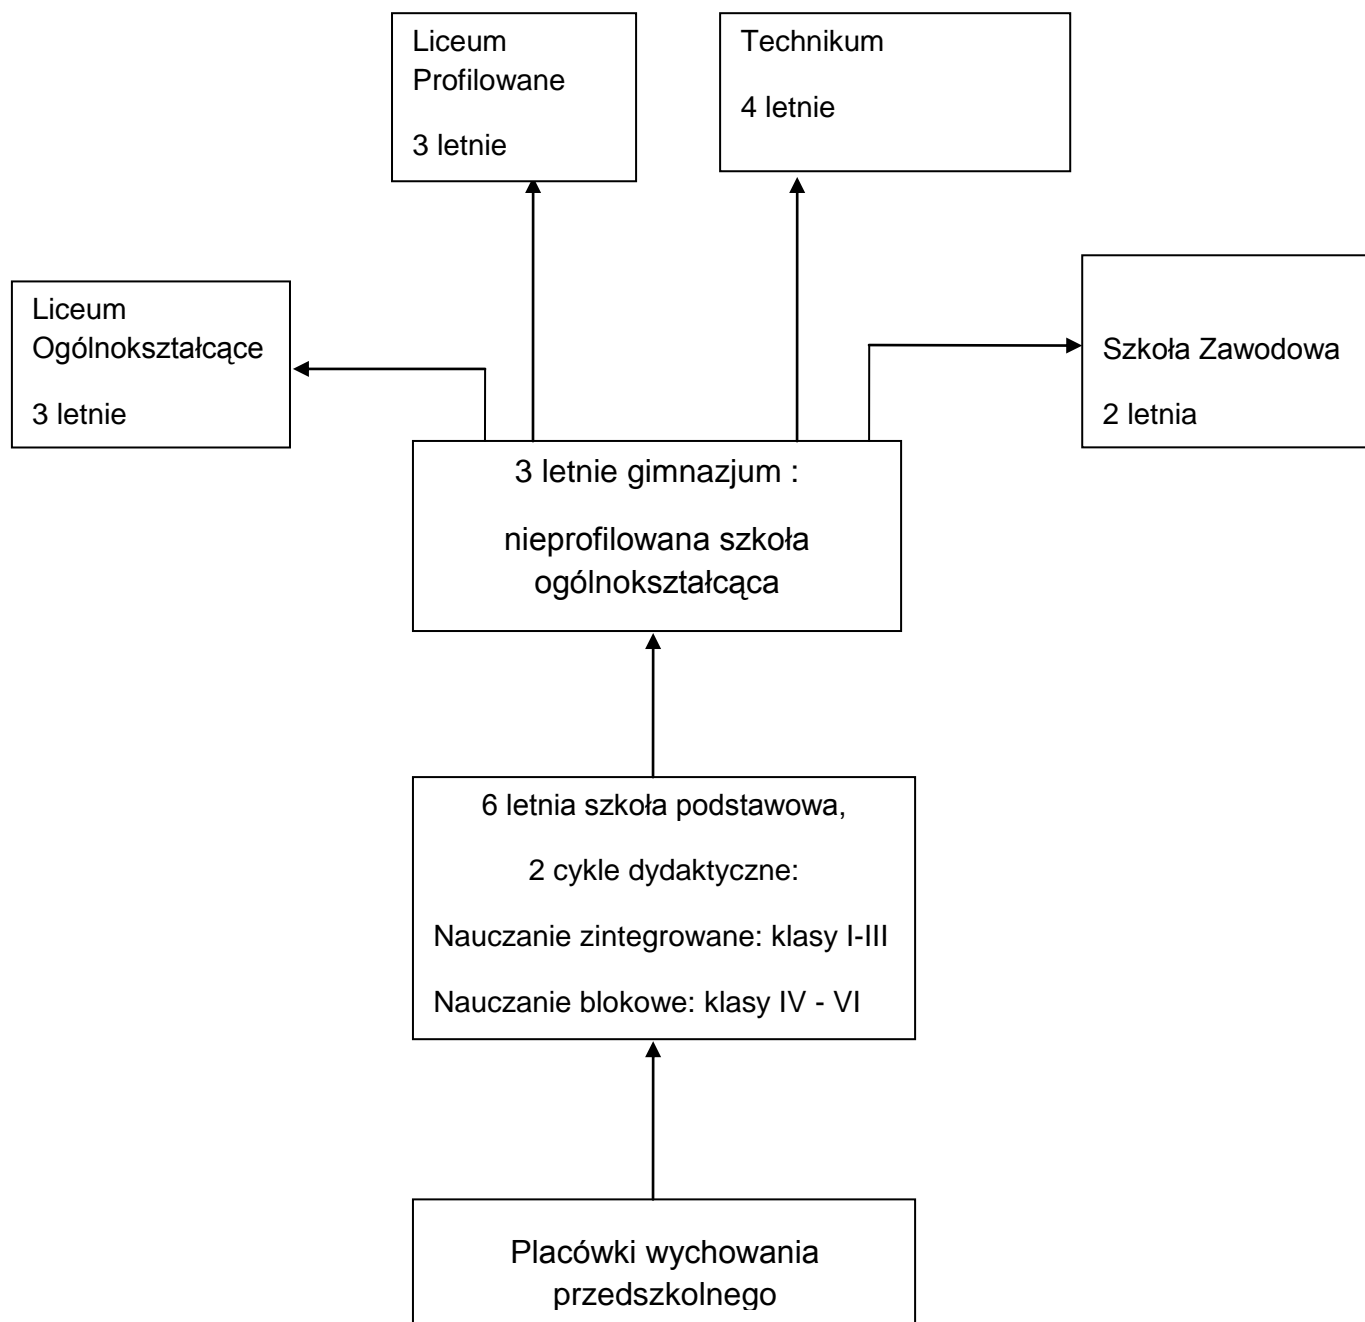 Liceum
Profilowane
3 letnie
Technikum
4 letnie
Liceum
Ogólnokształcące
3 letnie
Szkoła Zawodowa
2 letnia
3 letnie gimnazjum :
nieprofilowana szkoła
ogólnokształcąca
6 letnia szkoła podstawowa,
2 cykle dydaktyczne:
Nauczanie zintegrowane: klasy I-III
Nauczanie blokowe: klasy IV - VI
Placówki wychowania
przedszkolnego